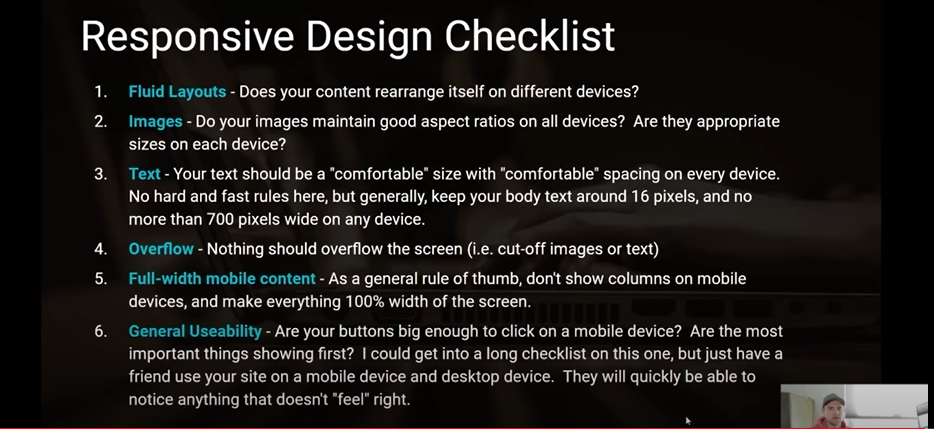 Responsive Design Checklist
1. Fluid Layouts - Does your content rearrange itself on different devices?
2. Images - Do your images maintain good aspect ratios on all devices? Are they appropriate
sizes on each device?
3. Text - Your text should be a "comfortable" size with "comfortable" spacing on every device.
No hard and fast rules here, but generally, keep your body text around 16 pixels, and no
more than 700 pixels wide on any device.
4. Overflow - Nothing should overflow the screen (i.e. cut-off images or text)
5. Full-width mobile content - As a general rule of thumb, don't show columns on mobile
devices, and make everything 100% width of the screen.
6. General Useability - Are your buttons big enough to click on a mobile device? Are the most
important things showing first? I could get into a long checklist on this one, but just have a
friend use your site on a mobile device and desktop device. They will quickly be able to
notice anything that doesn't "feel" right.